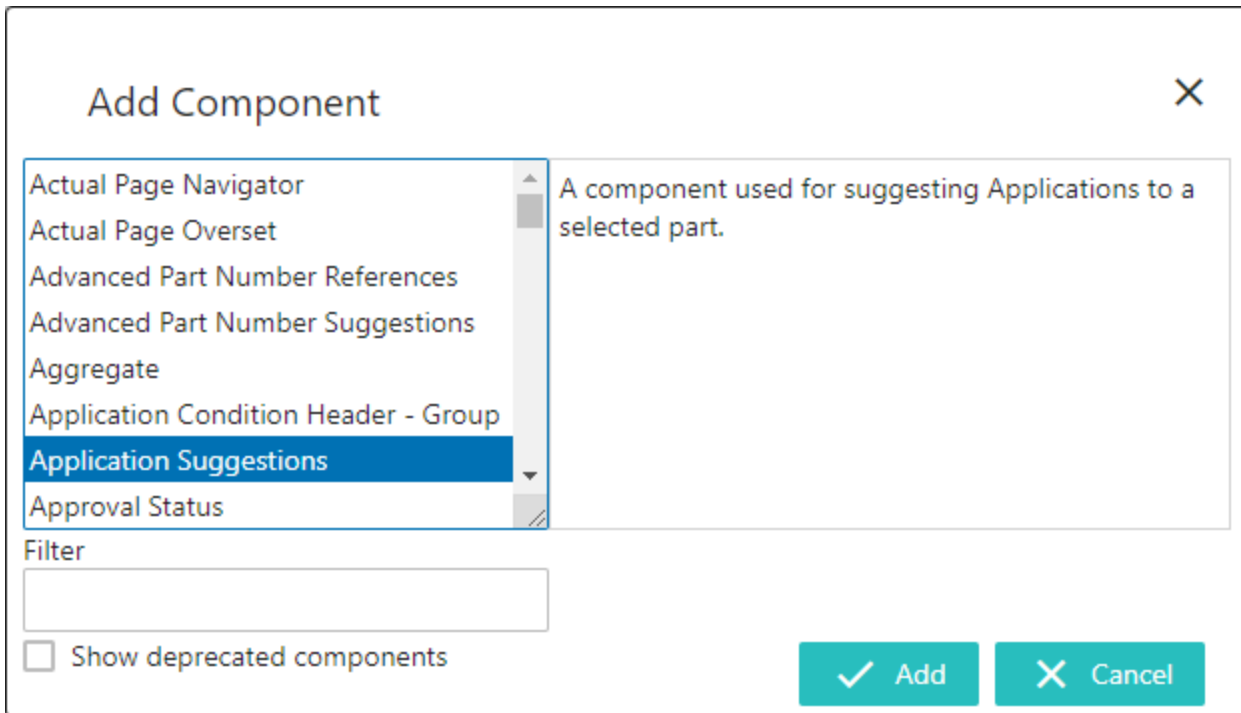 Add Component
Actual Page Navigator
Actual Page Overset
Advanced Part Number References
Advanced Part Number Suggestions
Aggregate
Application Condition Header - Group
Application Suggestions
Approval Status
A component used for suggesting Applications to a
selected part.
Filter
Show deprecated components
Add
Cancel